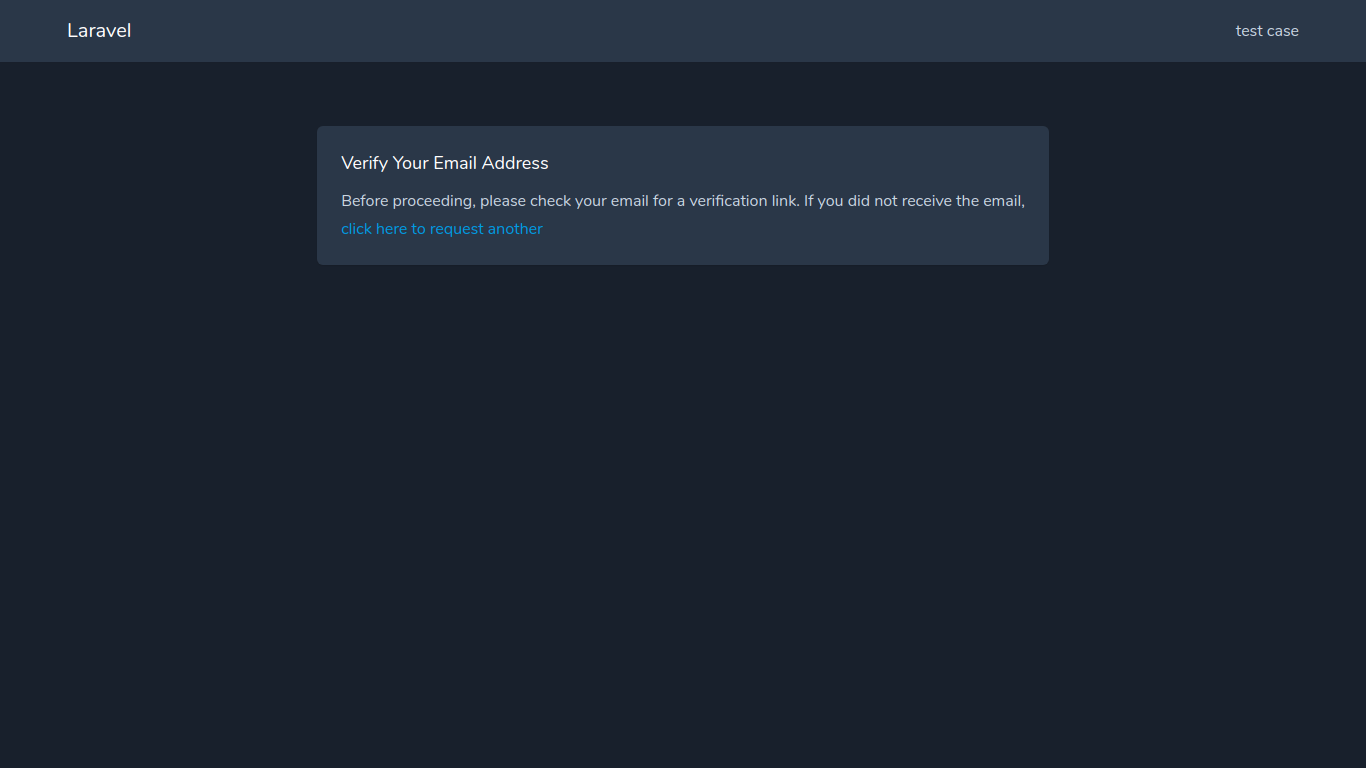 Laravel
test case
Verify Your Email Address
Before proceeding, please check your email for a verification link. If you did not receive the email,
click here to request another